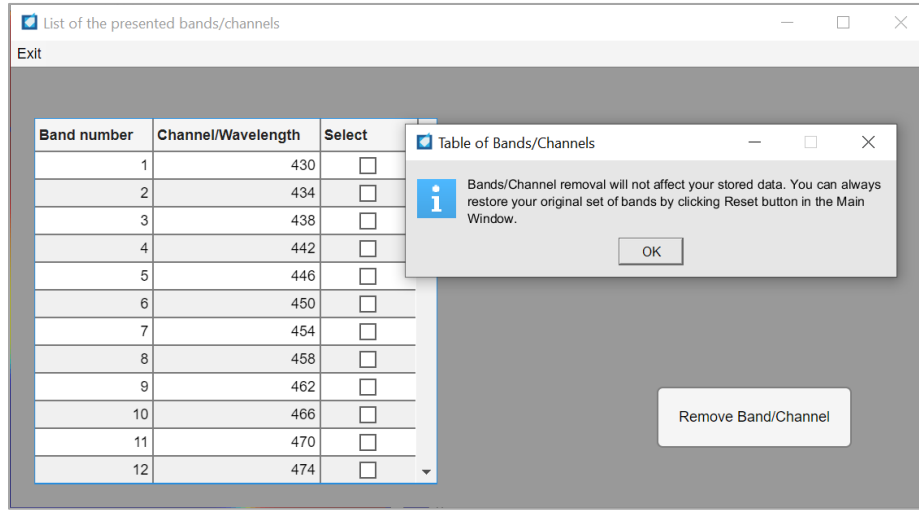 List of the presented bands/channels
Exit
Band number Channel/Wavelength Select
1 430
2 434
3 438
4 442
5 446
6 450
7 454
8 458
9 462
10 466
11 470
12 474
Table of Bands/Channels
Bands/Channel removal will not affect your stored data. You can always
restore your original set of bands by clicking Reset button in the Main
Window.
OK
Remove Band/Channel